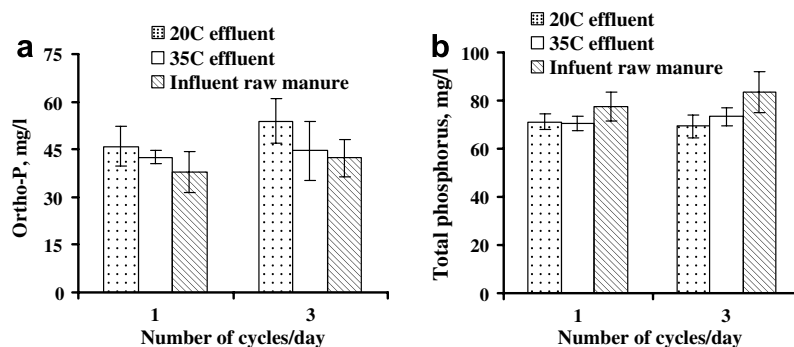 a
20C effluent
35C effluent
Influent raw manure
75
60
45
30
15
0
Ortho-P, mg/l
1
3
Number of cycles/day
b
20C effluent
35C effluent
Infuent raw manure
100
80
60
40
20
0
Total phosphorus, mg/l
1
3
Number of cycles/day